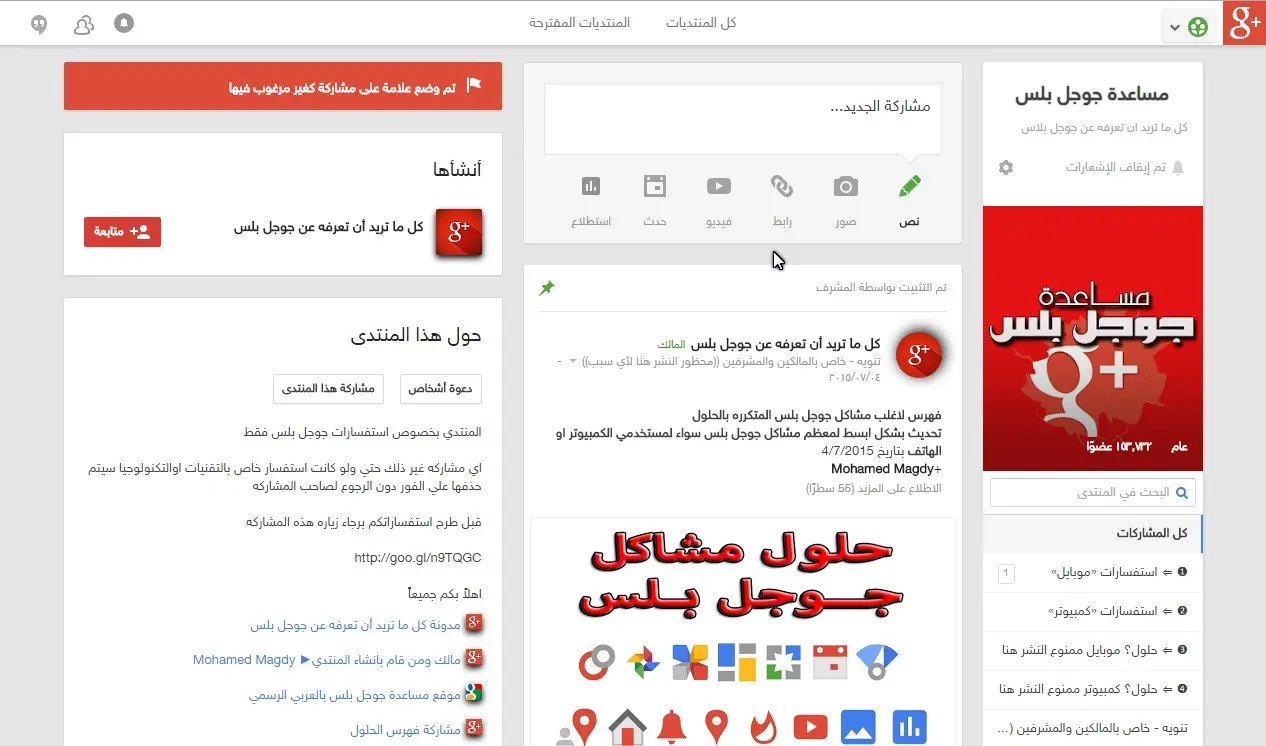 كل المنتديات
المنتديات المقترحة
g+
مساعدة جوجل بلس
كل ما تريد ان تعرفه عن جوجل بلاس
تم إيقاف الإشعارات
مساعدة
جوجل بلس
g+
عام
١٥٣,٧٣٢ عضوًا
البحث في المنتدى
كل المشاركات
❶ ⇐ استفسارات «موبايل»
1
❷ ⇐ استفسارات «كمبيوتر»
❸ ⇐ حلول؟ موبايل ممنوع النشر هنا
❹ ⇐ حلول؟ كمبيوتر ممنوع النشر هنا
تنويه - خاص بالمالكين والمشرفين (...
مشاركة الجديد...
نص
صور
رابط
فيديو
حدث
استطلاع
تم التثبيت بواسطة المشرف
g+
كل ما تريد أن تعرفه عن جوجل بلس المالك
تنويه - خاص بالمالكين والمشرفين ((محظور النشر هنا لأي سبب)) -
٢٠١٥/٠٧/٠٤
فهرس لاغلب مشاكل جوجل بلس المتكرره بالحلول
تحديث بشكل ابسط لمعظم مشاكل جوجل بلس سواء لمستخدمي الكمبيوتر او
الهاتف بتاريخ 4/7/2015
+Mohamed Magdy
الاطلاع على المزيد (55 سطرًا)
حلول مشاكل
جوجل بلس
تم وضع علامة على مشاركة كغير مرغوب فيها
أنشأها
g+
كل ما تريد أن تعرفه عن جوجل بلس
متابعة
حول هذا المنتدى
دعوة أشخاص
مشاركة هذا المنتدى
المنتدي بخصوص استفسارات جوجل بلس فقط
اي مشاركه غير ذلك حتي ولو كانت استفسار خاص بالتقنيات اوالتكنولوجيا سيتم
حذفها علي الفور دون الرجوع لصاحب المشاركه
قبل طرح استفساراتكم برجاء زياره هذه المشاركه
http://goo.gl/n9TQGC
اهلاً بكم جميعاً
مدونة كل ما تريد أن تعرفه عن جوجل بلس
مالك ومن قام بانشاء المنتدي◄ Mohamed Magdy
موقع مساعدة جوجل بلس بالعربي الرسمي
مشاركة فهرس الحلول